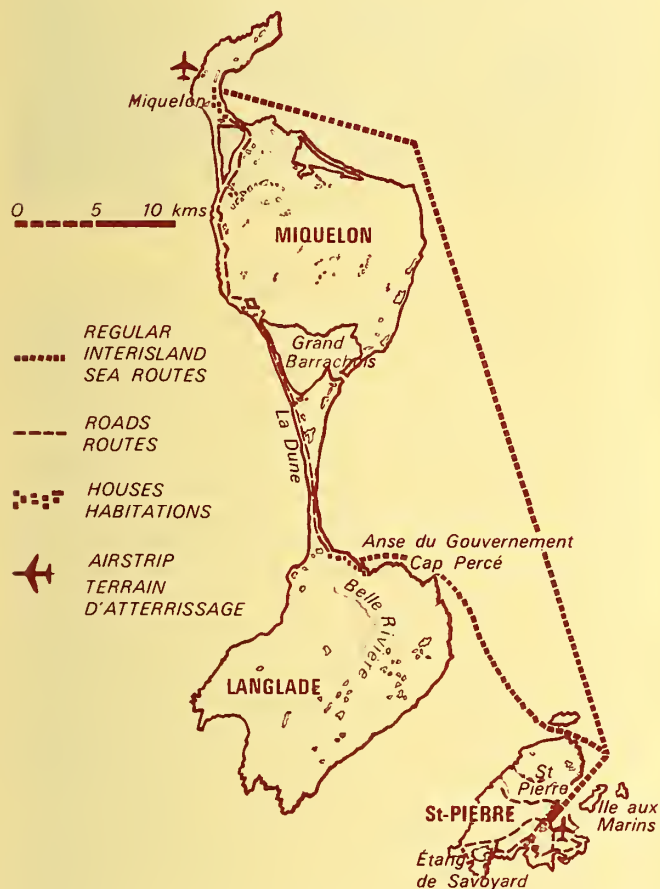 Miquelon
0 5 10 kms
MIQUELON
REGULAR
INTERISLAND
SEA ROUTES
Grand
Barrachois
La Dune
ROADS
ROUTES
HOUSES
HABITATIONS
AIRSTRIP
TERRAIN
D'ATTERRISSAGE
Anse du Gouvernement
Cap Percé
Belle Rivière
LANGLADE
St
Pierre
St-PIERRE
Ile aux
Marins
Étang
de Savoyard